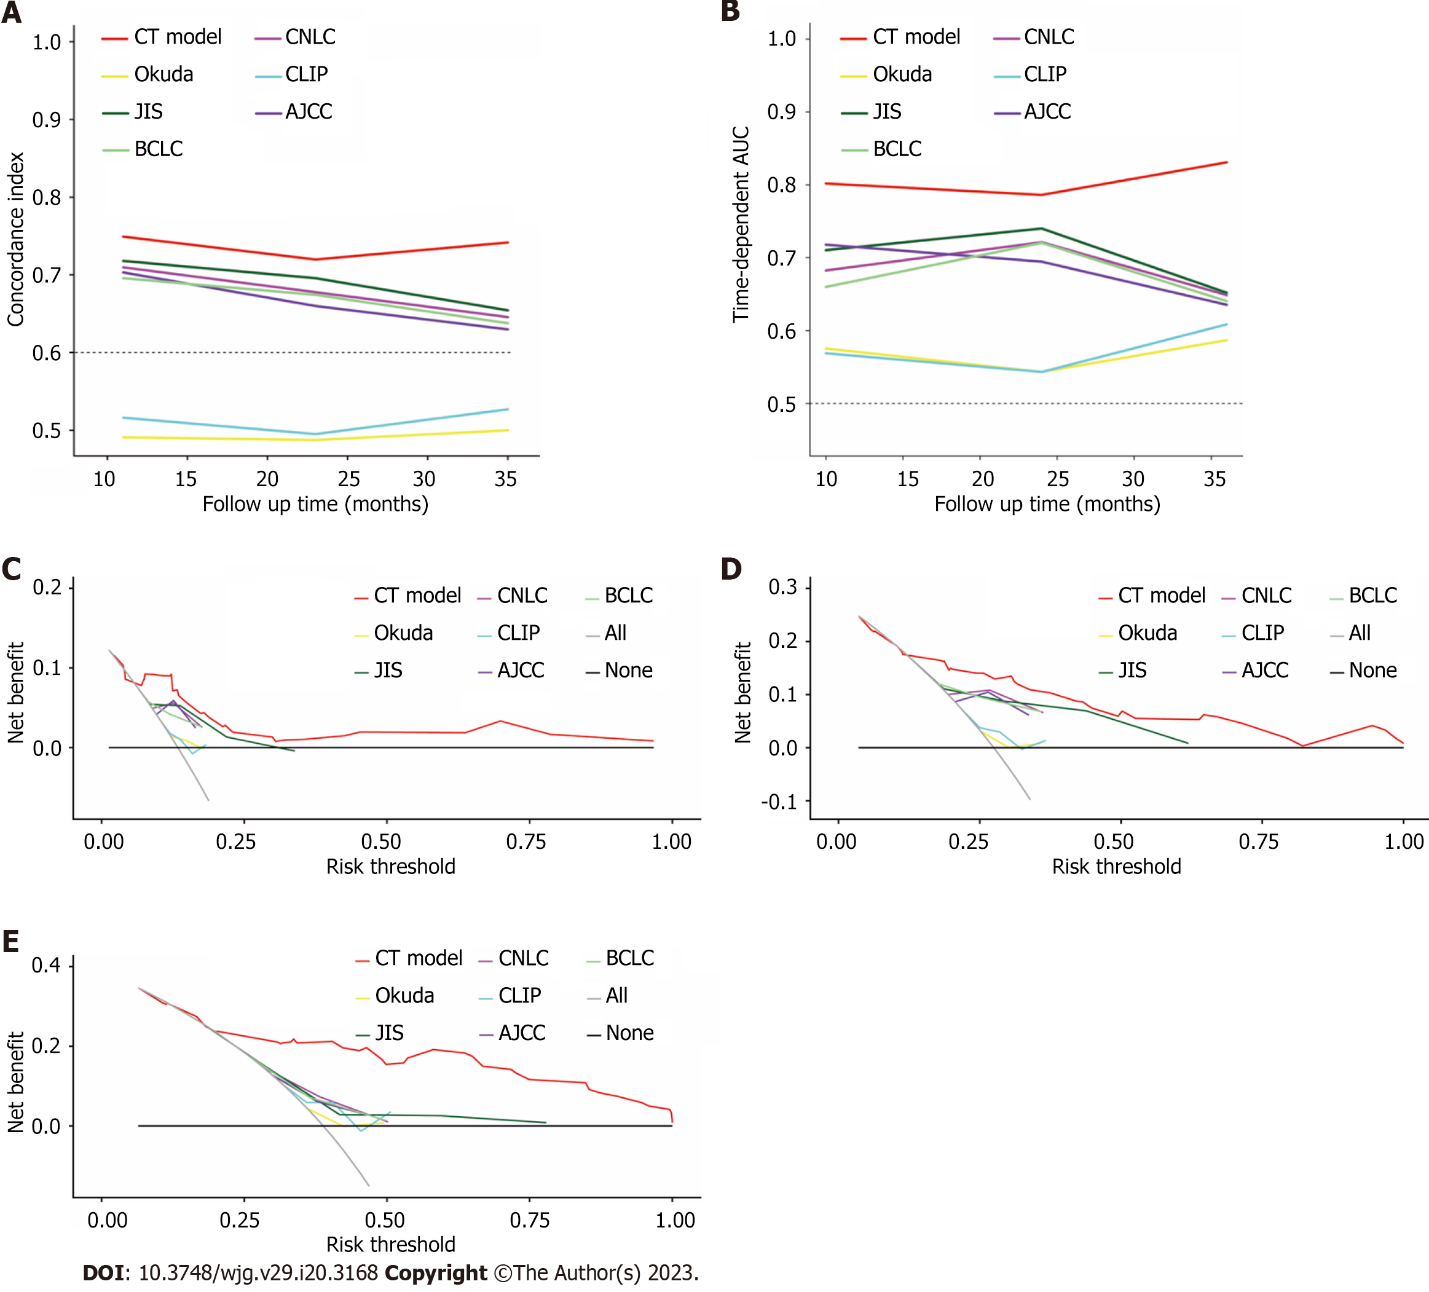 A
CT model
CNLC
Okuda
CLIP
JIS
AJCC
BCLC
1.0
0.9
0.8
0.7
0.6
0.5
Concordance index
10 15 20 25 30 35
Follow up time (months)
B
CT model
CNLC
Okuda
CLIP
JIS
AJCC
BCLC
1.0
0.9
0.8
0.7
0.6
0.5
Time-dependent AUC
10 15 20 25 30 35
Follow up time (months)
C
CT model CNLC BCLC
Okuda CLIP All
JIS AJCC None
0.2
0.1
0.0
Net benefit
0.00 0.25 0.50 0.75 1.00
Risk threshold
D
CT model CNLC BCLC
Okuda CLIP All
JIS AJCC None
0.3
0.2
0.1
0.0
-0.1
Net benefit
0.00 0.25 0.50 0.75 1.00
Risk threshold
E
CT model CNLC BCLC
Okuda CLIP All
JIS AJCC None
0.4
0.2
0.0
Net benefit
0.00 0.25 0.50 0.75 1.00
Risk threshold
DOI: 10.3748/wjg.v29.i20.3168 Copyright ©The Author(s) 2023.